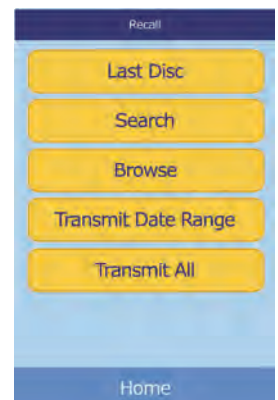 Recall
Last Disc
Search
Browse
Transmit Date Range
Transmit All
Home